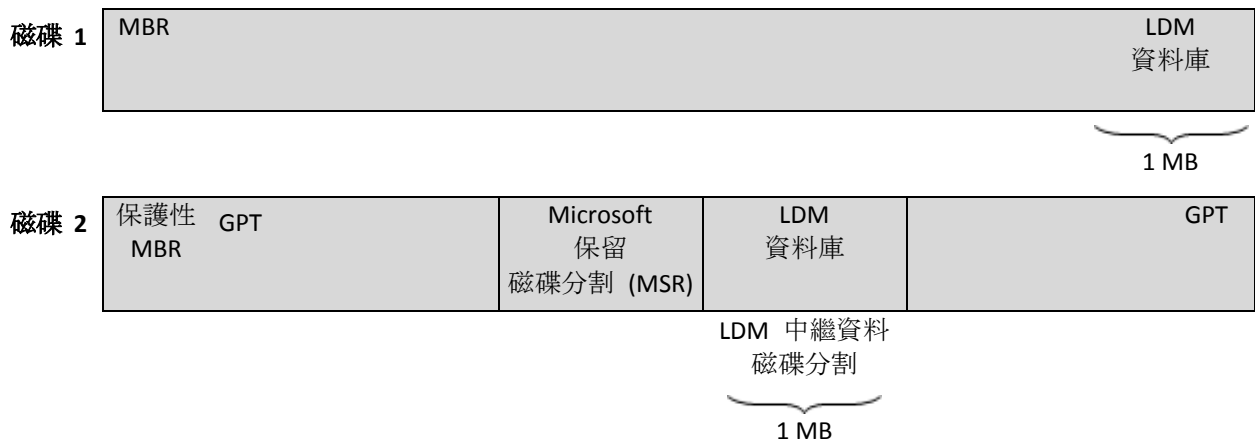 磁碟 1
MBR
LDM
資料庫
1 MB
磁碟 2
保護性
MBR
GPT
Microsoft
保留
磁碟分割 (MSR)
LDM
資料庫
GPT
LDM 中繼資料
磁碟分割
1 MB